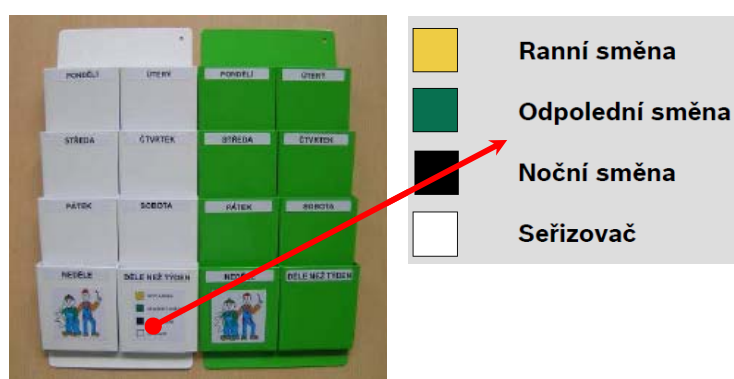 PONDĚLÍ
ÚTERÝ
PONDĚLÍ
ÚTERÝ
STŘEDA
ČTVRTEK
STŘEDA
ČTVRTEK
PÁTEK
SOBOTA
PÁTEK
SOBOTA
NEDĚLE
DÉLE NEŽ TÝDEN
NEDĚLE
DÉLE NEŽ TÝDEN
Ranní směna
Odpolední směna
Noční směna
Seřizovač